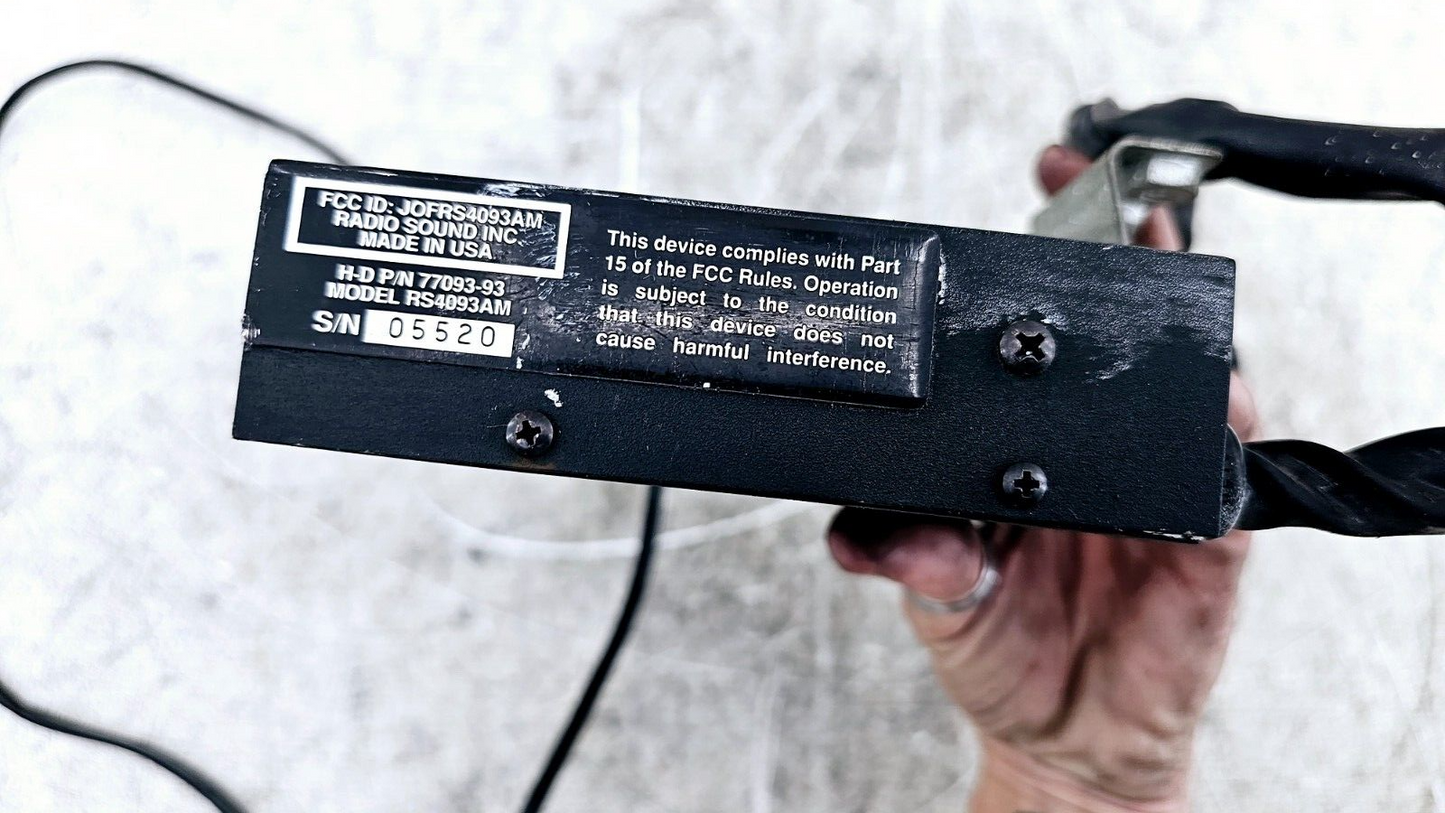 FCC ID: JOFRS4093AM
RADIO SOUND INC.
MADE IN USA
H-D P/N 77093-93
MODEL RS4093AM
S/N 05520
This device complies with Part
15 of the FCC Rules. Operation
is subject to the condition
that this device does not
cause harmful interference.